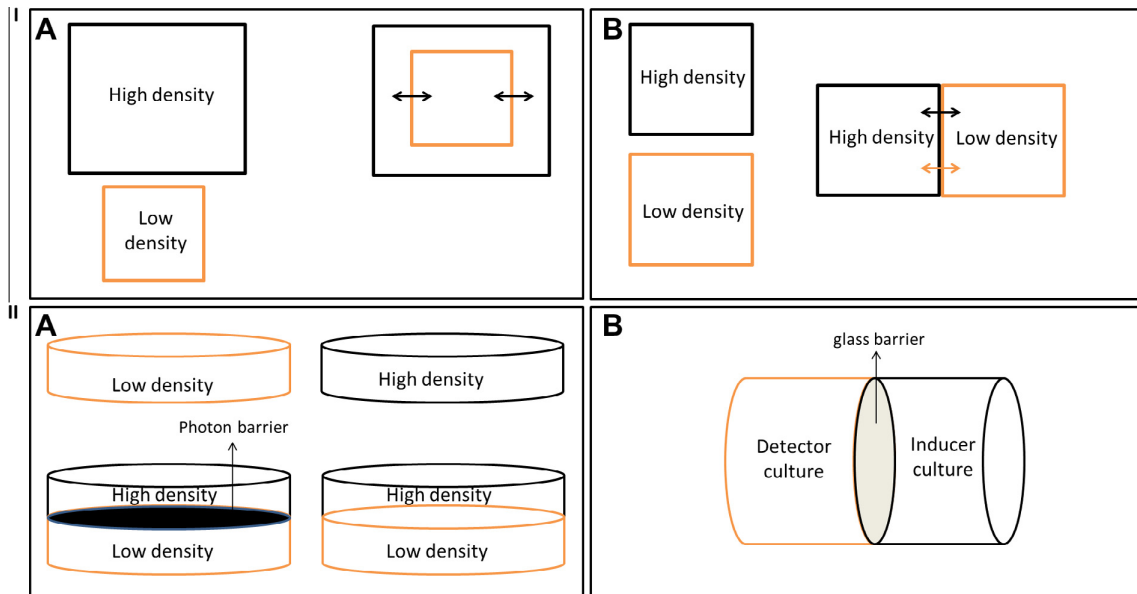 I
A
High density
Low
density
B
High density
Low density
High density
Low density
II
A
Low density
High density
Photon barrier
High density
Low density
High density
Low density
B
glass barrier
Detector
culture
Inducer
culture